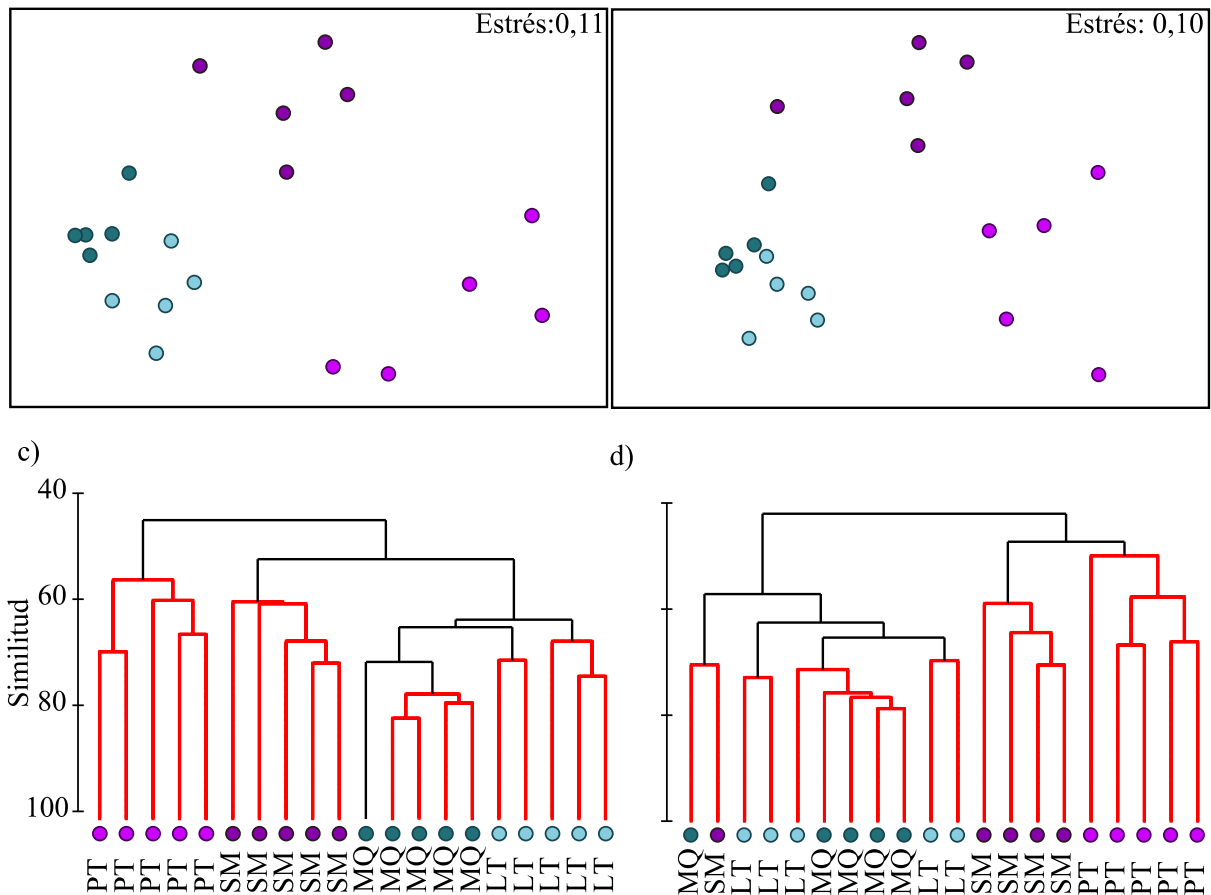 Estrés:0,11
Estrés: 0,10
c)
d)
40
60
80
100
Similitud
PT PT PT PT PT SM SM SM SM SM MQ MQ MQ MQ MQ LT LT LT LT LT
MQ SM LT LT LT MQ MQ MQ MQ LT LT SM SM SM SM PT PT PT PT PT